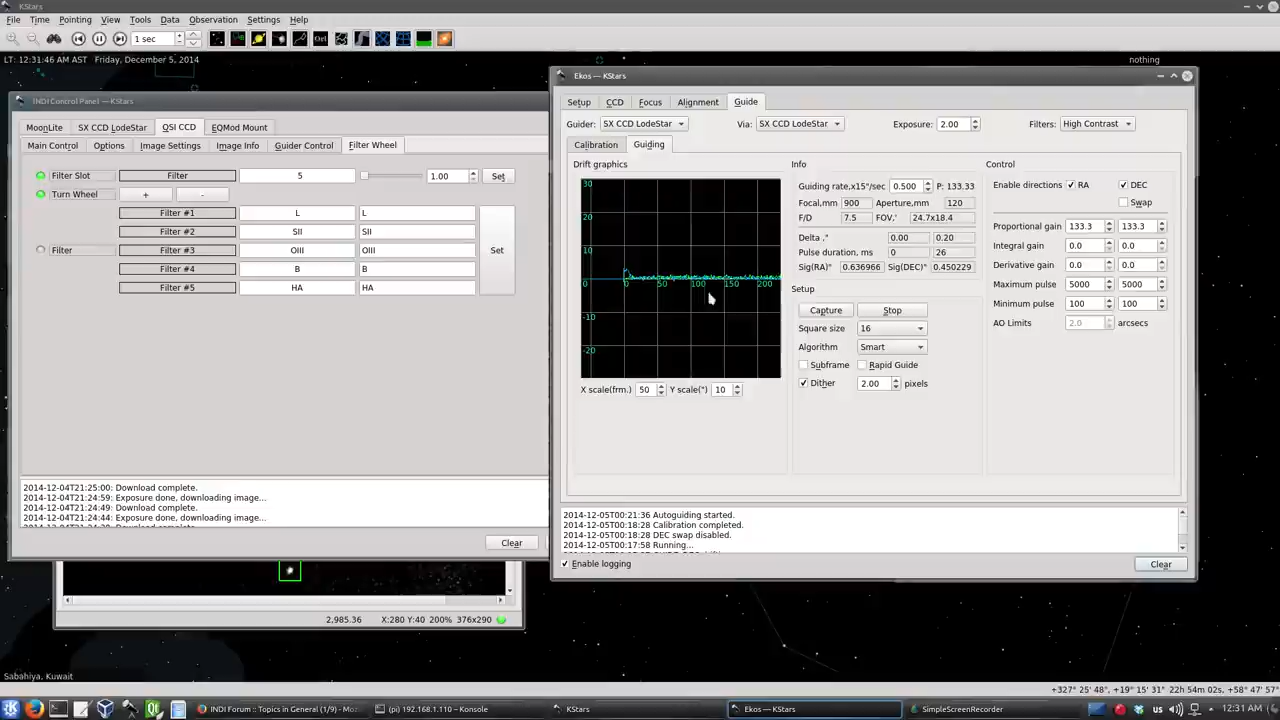 KStars
File Time Pointing View Tools Data Observation Settings Help
1 sec
LT: 12:31:46 AM AST Friday, December 5, 2014
nothing
INDI Control Panel — KStars
MoonLite SX CCD LodeStar QSI CCD EQMod Mount
Main Control Options Image Settings Image Info Guider Control Filter Wheel
Filter Slot Filter 5 1.00 Set
Turn Wheel + -
Filter #1 L L
Filter #2 SII SII
Filter Filter #3 OIII OIII Set
Filter #4 B B
Filter #5 HA HA
2014-12-04T21:25:00: Download complete.
2014-12-04T21:24:59: Exposure done, downloading image...
2014-12-04T21:24:49: Download complete.
2014-12-04T21:24:44: Exposure done, downloading image...
Clear
2,985.36 X:280 Y:40 200% 376x290
Ekos — KStars
Setup CCD Focus Alignment Guide
Guider: SX CCD LodeStar Via: SX CCD LodeStar Exposure: 2.00 Filters: High Contrast
Calibration Guiding
Drift graphics
30
20
10
0 0 50 100 150 200
-10
-20
X scale(frm.) 50 Y scale(") 10
Info
Guiding rate,x15"/sec 0.500 P: 133.33
Focal,mm 900 Aperture,mm 120
F/D 7.5 FOV,' 24.7x18.4
Delta ," 0.00 0.20
Pulse duration, ms 0 26
Sig(RA)" 0.636966 Sig(DEC)" 0.450229
Setup
Capture Stop
Square size 16
Algorithm Smart
Subframe Rapid Guide
Dither 2.00 pixels
Control
Enable directions RA DEC
Swap
Proportional gain 133.3 133.3
Integral gain 0.0 0.0
Derivative gain 0.0 0.0
Maximum pulse 5000 5000
Minimum pulse 100 100
AO Limits 2.0 arcsecs
2014-12-05T00:21:36 Autoguiding started.
2014-12-05T00:18:28 Calibration completed.
2014-12-05T00:18:28 DEC swap disabled.
2014-12-05T00:17:58 Running...
Enable logging Clear
Sabahiya, Kuwait
+327° 25' 48", +19° 15' 31" 22h 54m 02s, +58° 47' 57"
INDI Forum :: Topics in General (1/9) - Moz
(pi) 192.168.1.110 – Konsole
KStars
Ekos — KStars
SimpleScreenRecorder
us
12:31 AM